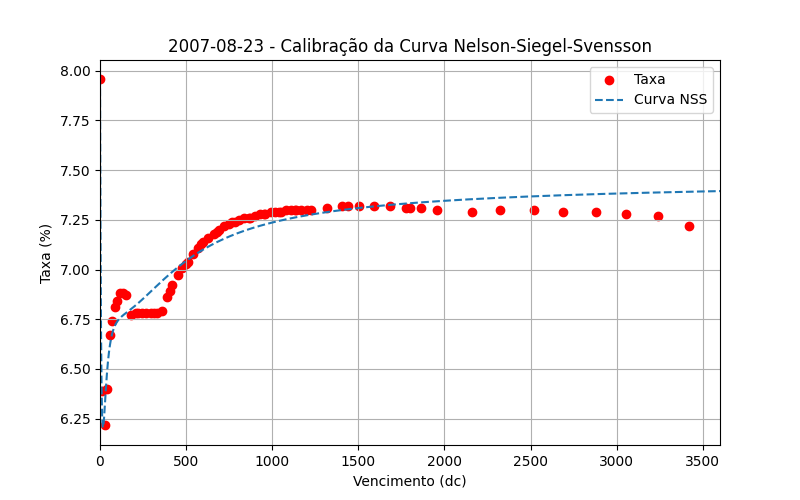 2007-08-23 - Calibração da Curva Nelson-Siegel-Svensson
Taxa
Curva NSS
Taxa (%)
8.00
7.75
7.50
7.25
7.00
6.75
6.50
6.25
0 500 1000 1500 2000 2500 3000 3500
Vencimento (dc)